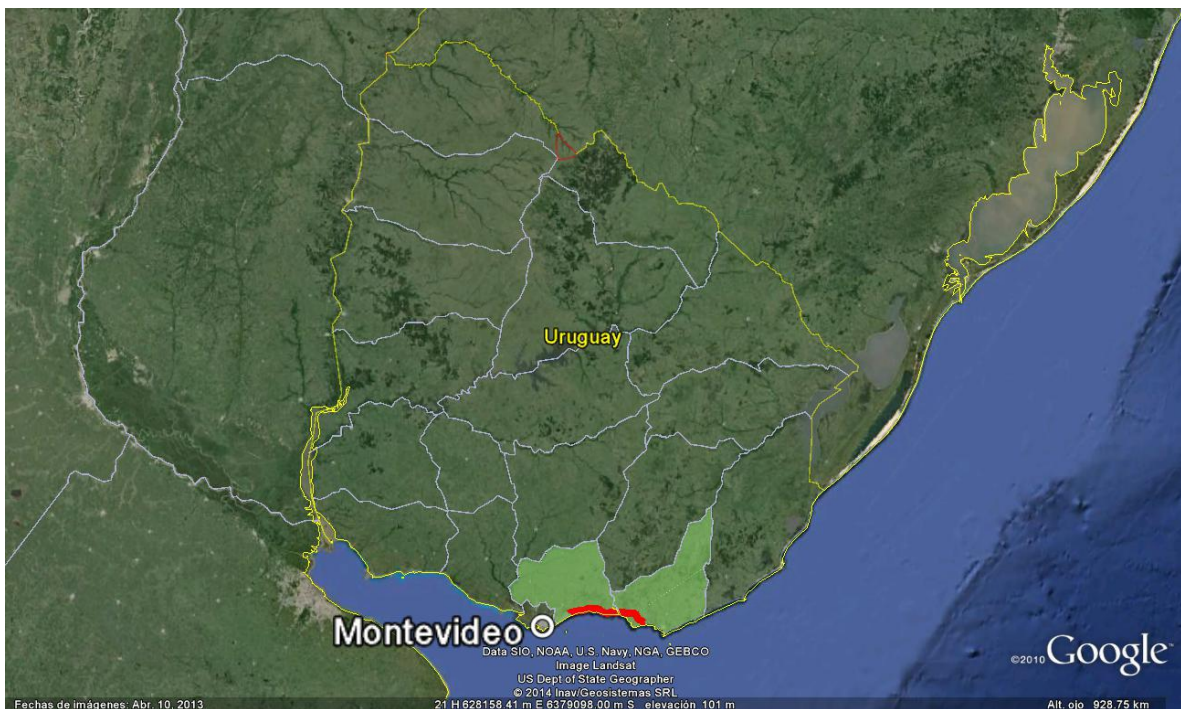 Uruguay
Montevideo
Data SIO, NOAA, U.S. Navy, NGA, GEBCO
Image Landsat
US Dept of State Geographer
© 2014 Inav/Geosistemas SRL
©2010 Google
Fechas de imágenes: Abr. 10, 2013 21 H 628158.41 m E 6379098.00 m S elevación 101 m Alt. ojo 928.75 km